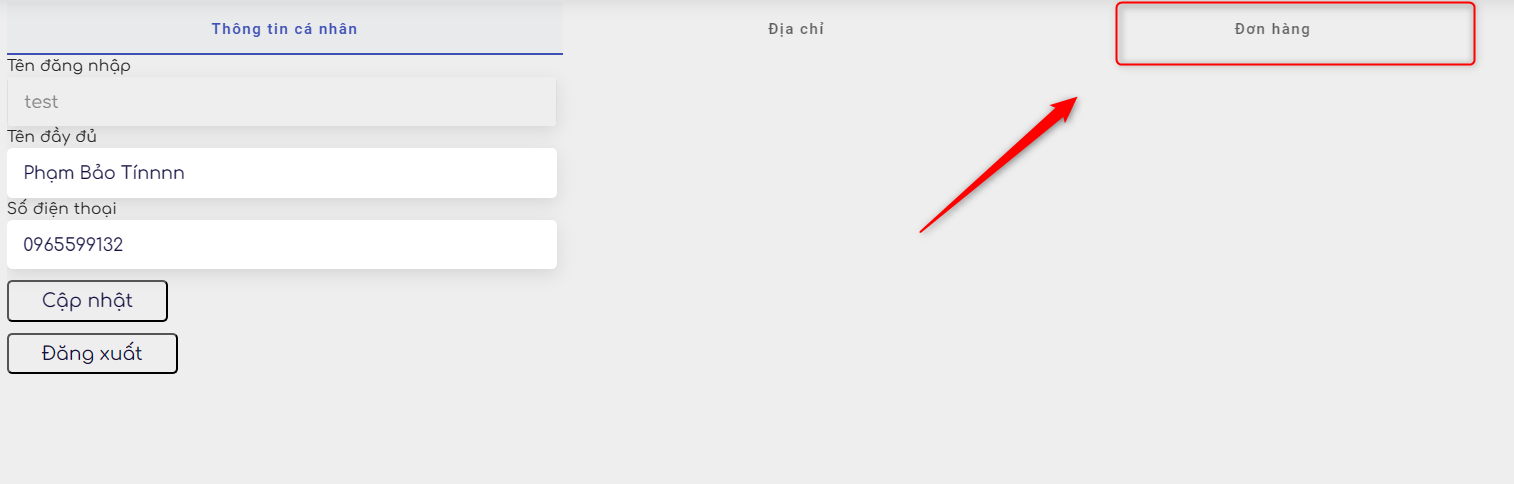 Thông tin cá nhân Địa chỉ Đơn hàng
Tên đăng nhập
test
Tên đầy đủ
Phạm Bảo Tínnnn
Số điện thoại
0965599132
Cập nhật
Đăng xuất